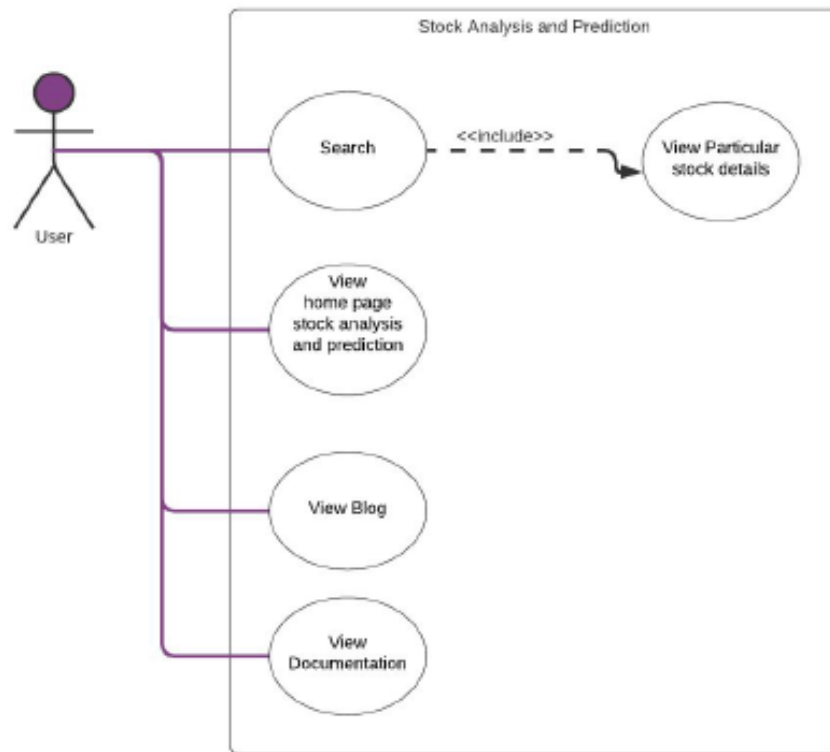 Stock Analysis and Prediction
User
Search
<<include>>
View Particular
stock details
View
home page
stock analysis
and prediction
View Blog
View
Documentation